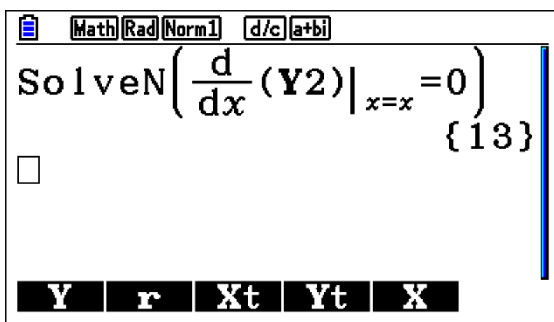 Math Rad Norm1 d/c a+bi
SolveN(d/dx(Y2)|x=x=0)
{13}
Y r Xt Yt X